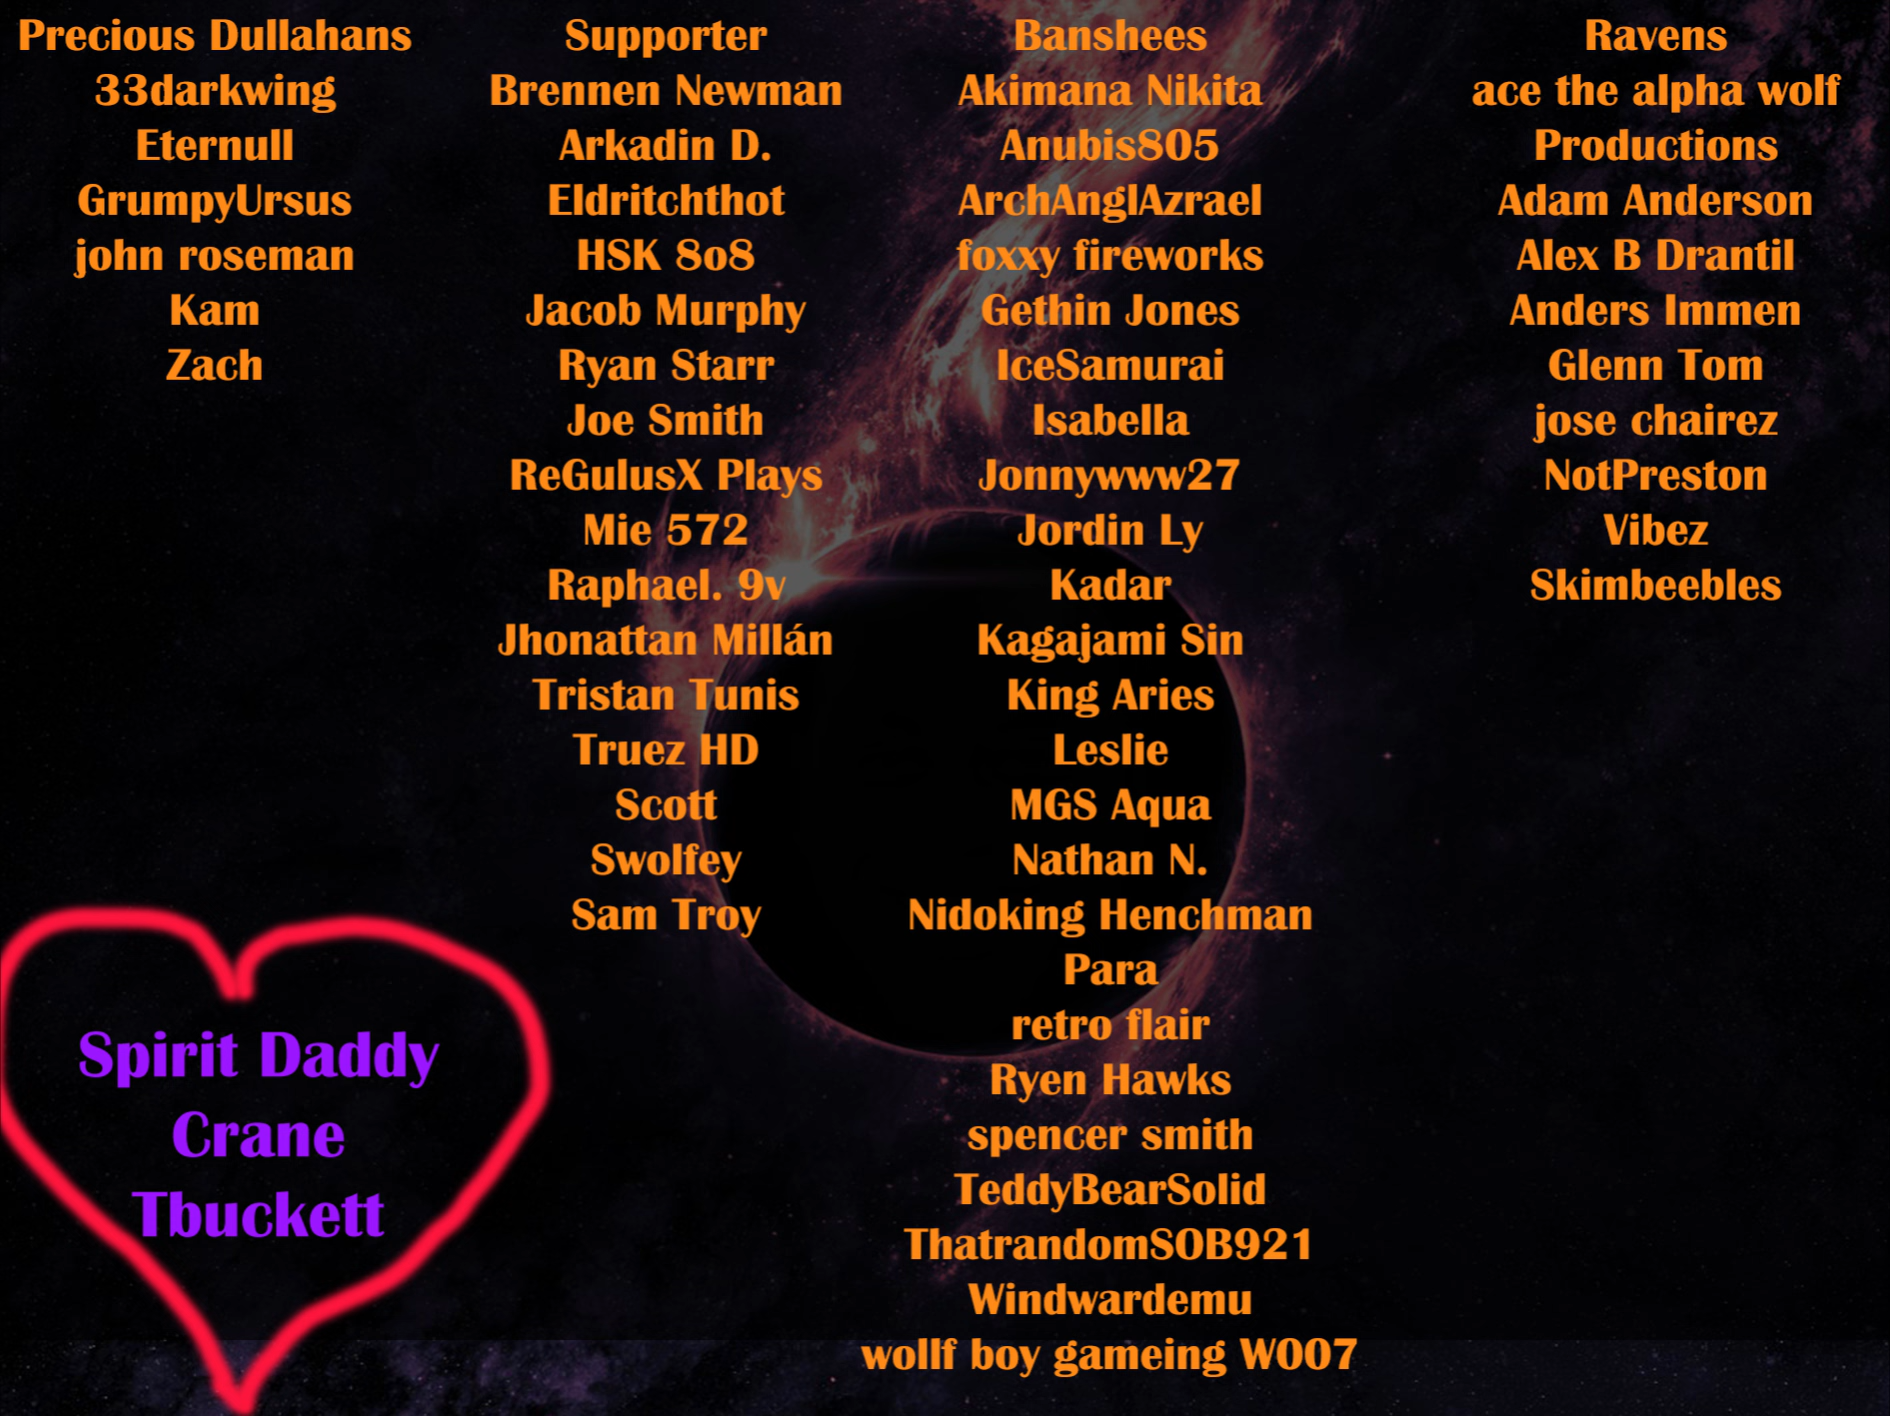 Precious Dullahans
33darkwing
Eternull
GrumpyUrsus
john roseman
Kam
Zach
Supporter
Brennen Newman
Arkadin D.
Eldritchthot
HSK 8o8
Jacob Murphy
Ryan Starr
Joe Smith
ReGulusX Plays
Mie 572
Raphael. 9v
Jhonattan Millán
Tristan Tunis
Truez HD
Scott
Swolfey
Sam Troy
Banshees
Akimana Nikita
Anubis805
ArchAnglAzrael
foxxy fireworks
Gethin Jones
IceSamurai
Isabella
Jonnywww27
Jordin Ly
Kadar
Kagajami Sin
King Aries
Leslie
MGS Aqua
Nathan N.
Nidoking Henchman
Para
retro flair
Ryen Hawks
spencer smith
TeddyBearSolid
ThatrandomSOB921
Windwardemu
wollf boy gameing W007
Ravens
ace the alpha wolf
Productions
Adam Anderson
Alex B Drantil
Anders Immen
Glenn Tom
jose chairez
NotPreston
Vibez
Skimbeebles
Spirit Daddy
Crane
Tbuckett